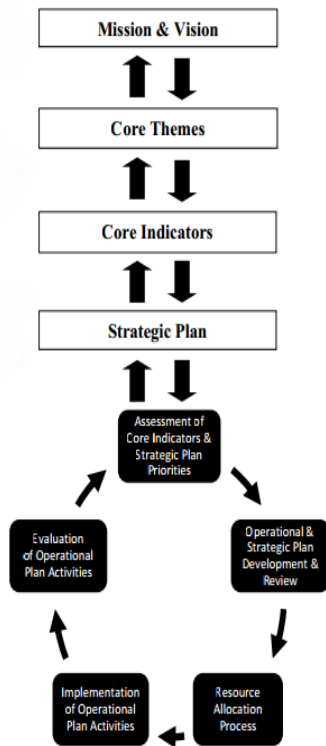 Mission & Vision
Core Themes
Core Indicators
Strategic Plan
Assessment of
Core Indicators &
Strategic Plan
Priorities
Operational &
Strategic Plan
Development &
Review
Resource
Allocation
Process
Implementation
of Operational
Plan Activities
Evaluation
of Operational
Plan Activities